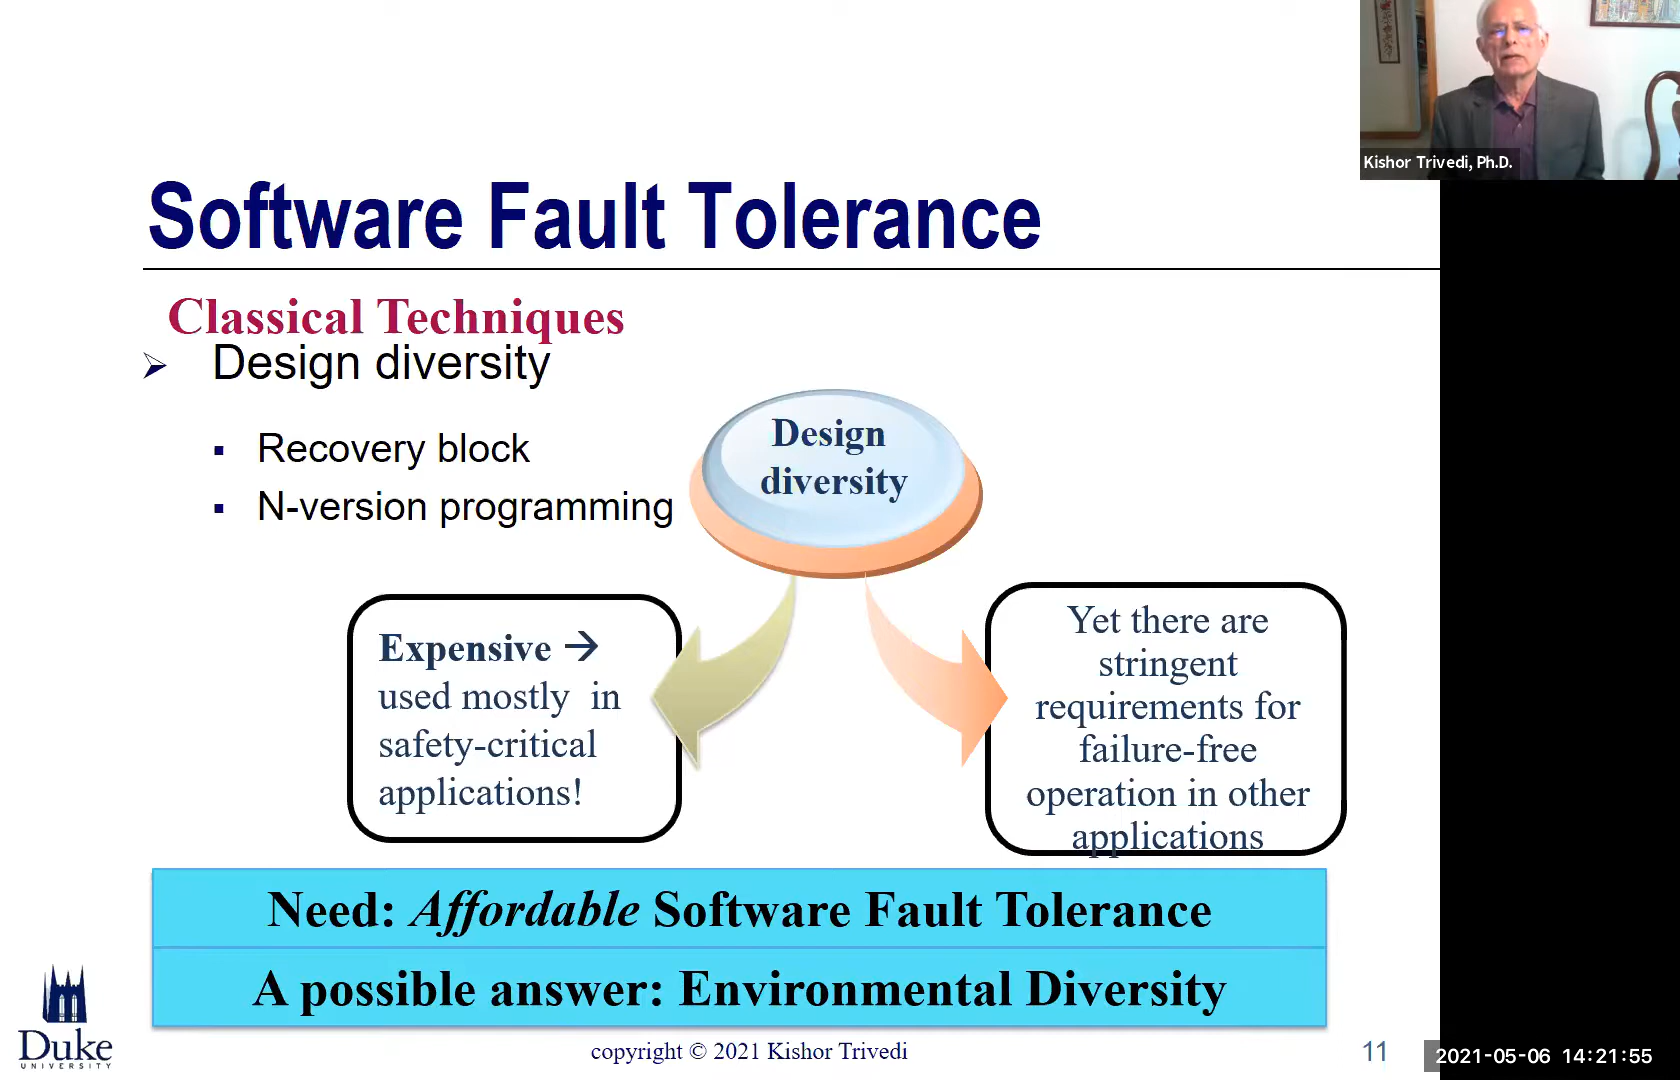 Kishor Trivedi, Ph.D.
Software Fault Tolerance
Classical Techniques
➢ Design diversity
▪ Recovery block
▪ N-version programming
Design
diversity
Expensive →
used mostly in
safety-critical
applications!
Yet there are
stringent
requirements for
failure-free
operation in other
applications
Need: Affordable Software Fault Tolerance
A possible answer: Environmental Diversity
Duke
UNIVERSITY
copyright © 2021 Kishor Trivedi
11
2021-05-06 14:21:55